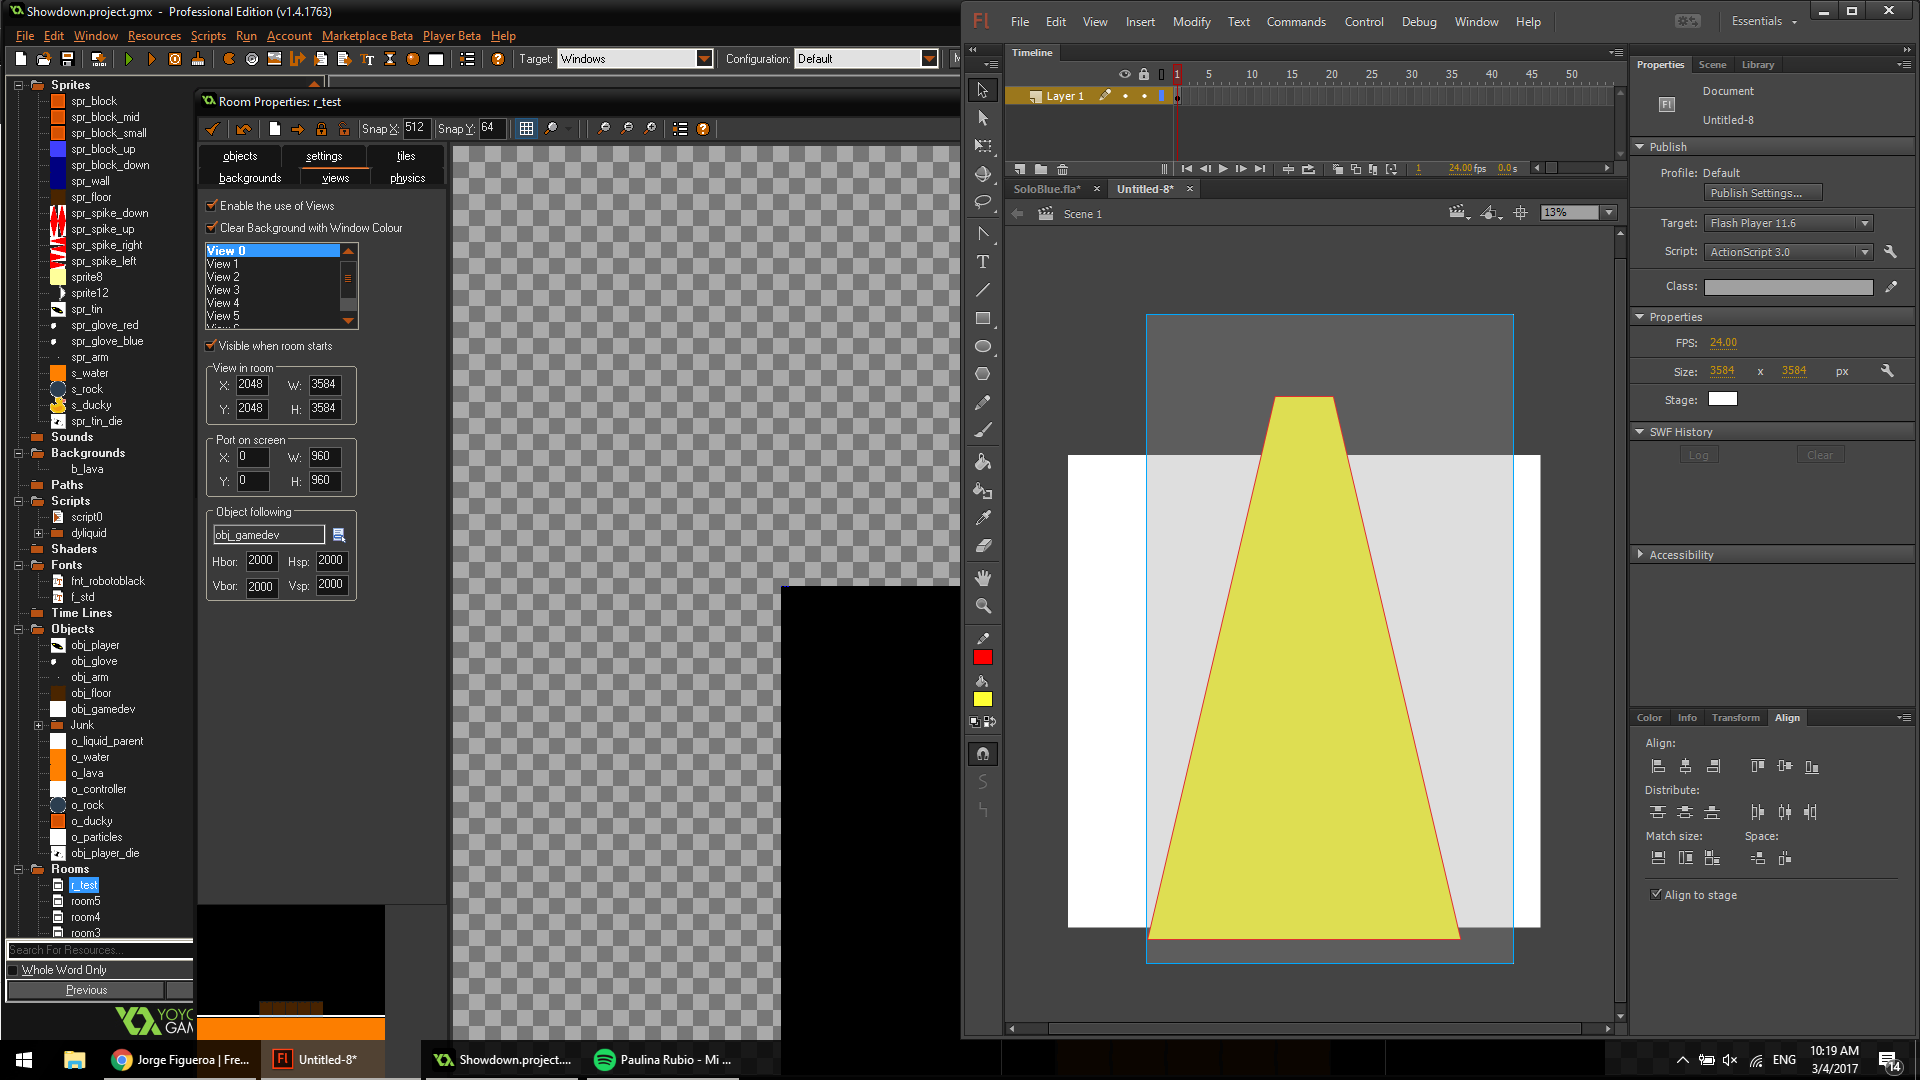 Showdown.project.gmx - Professional Edition (v1.4.1763)
File Edit Window Resources Scripts Run Account Marketplace Beta Player Beta Help
Target: Windows Configuration: Default
Sprites
spr_block
spr_block_mid
spr_block_small
spr_block_up
spr_block_down
spr_wall
spr_floor
spr_spike_down
spr_spike_up
spr_spike_right
spr_spike_left
sprite8
sprite12
spr_tin
spr_glove_red
spr_glove_blue
spr_arm
s_water
s_rock
s_ducky
spr_tin_die
Sounds
Backgrounds
b_lava
Paths
Scripts
script0
dyliquid
Shaders
Fonts
fnt_robotoblack
f_std
Time Lines
Objects
obj_player
obj_glove
obj_arm
obj_floor
obj_gamedev
Junk
o_liquid_parent
o_water
o_lava
o_controller
o_rock
o_ducky
o_particles
obj_player_die
Rooms
r_test
room5
room4
room3
Search For Resources...
Whole Word Only
Previous
Room Properties: r_test
Snap X: 512 Snap Y: 64
objects settings tiles
backgrounds views physics
Enable the use of Views
Clear Background with Window Colour
View 0
View 1
View 2
View 3
View 4
View 5
Visible when room starts
View in room
X: 2048 W: 3584
Y: 2048 H: 3584
Port on screen
X: 0 W: 960
Y: 0 H: 960
Object following
obj_gamedev
Hbor: 2000 Hsp: 2000
Vbor: 2000 Vsp: 2000
Fl File Edit View Insert Modify Text Commands Control Debug Window Help Essentials
Timeline
1 5 10 15 20 25 30 35 40 45 50
Layer 1
1 24.00 fps 0.0 s
SoloBlue.fla* Untitled-8*
Scene 1 13%
Properties Scene Library
Fl Document
Untitled-8
Publish
Profile: Default
Publish Settings...
Target: Flash Player 11.6
Script: ActionScript 3.0
Class:
Properties
FPS: 24.00
Size: 3584 x 3584 px
Stage:
SWF History
Log Clear
Accessibility
Color Info Transform Align
Align:
Distribute:
Match size: Space:
Align to stage
Jorge Figueroa | Fre...
Fl Untitled-8*
Showdown.project....
Paulina Rubio - Mi ...
ENG
10:19 AM
3/4/2017
14